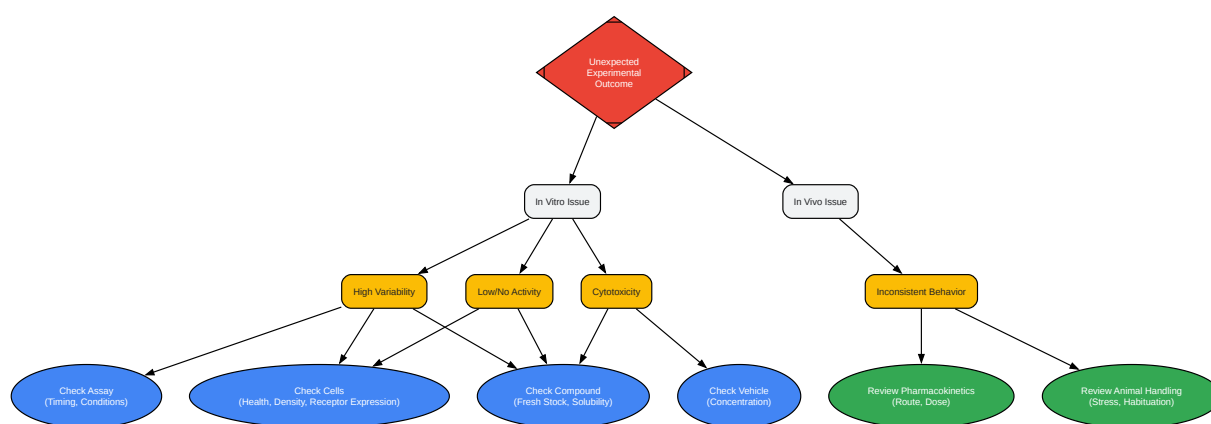 Unexpected
Experimental
Outcome
In Vitro Issue
In Vivo Issue
High Variability
Low/No Activity
Cytotoxicity
Inconsistent Behavior
Check Assay
(Timing, Conditions)
Check Cells
(Health, Density, Receptor Expression)
Check Compound
(Fresh Stock, Solubility)
Check Vehicle
(Concentration)
Review Pharmacokinetics
(Route, Dose)
Review Animal Handling
(Stress, Habituation)